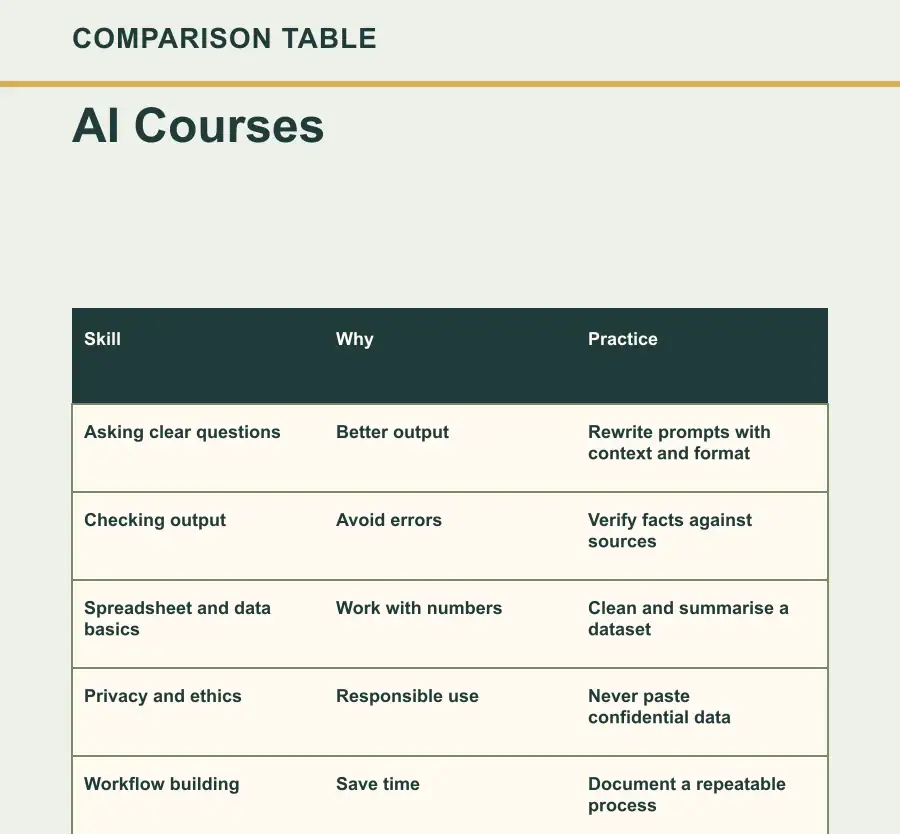 COMPARISON TABLE
AI Courses
Skill Why Practice
Asking clear questions Better output Rewrite prompts with
context and format
Checking output Avoid errors Verify facts against
sources
Spreadsheet and data Work with numbers Clean and summarise a
basics dataset
Privacy and ethics Responsible use Never paste
confidential data
Workflow building Save time Document a repeatable
process